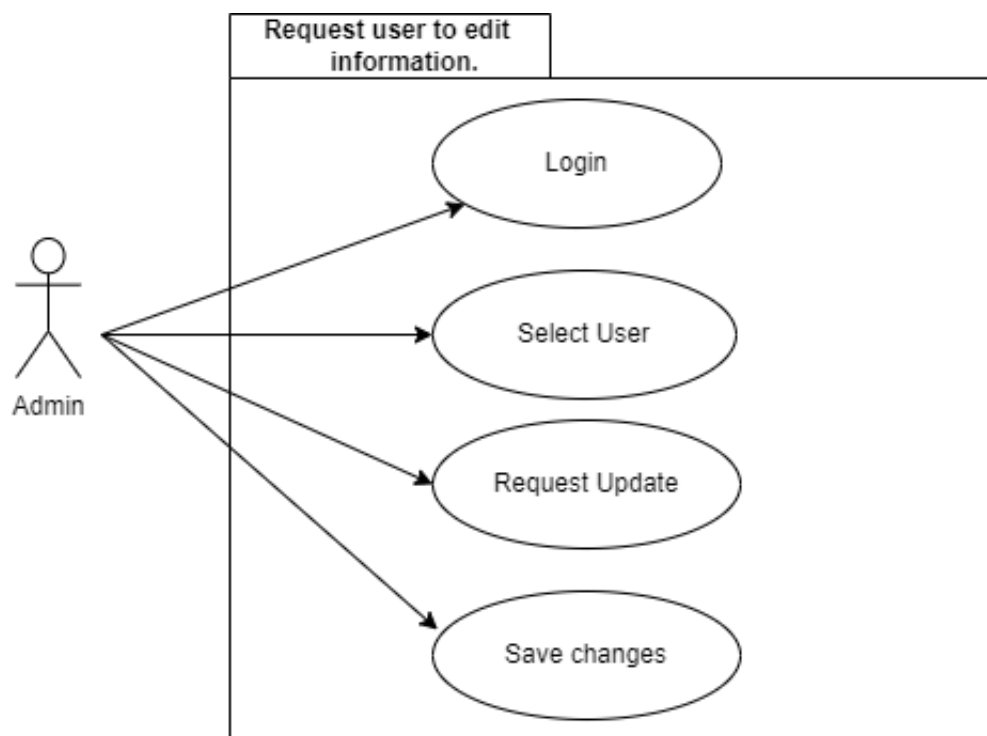 Request user to edit
information.
Login
Select User
Admin
Request Update
Save changes